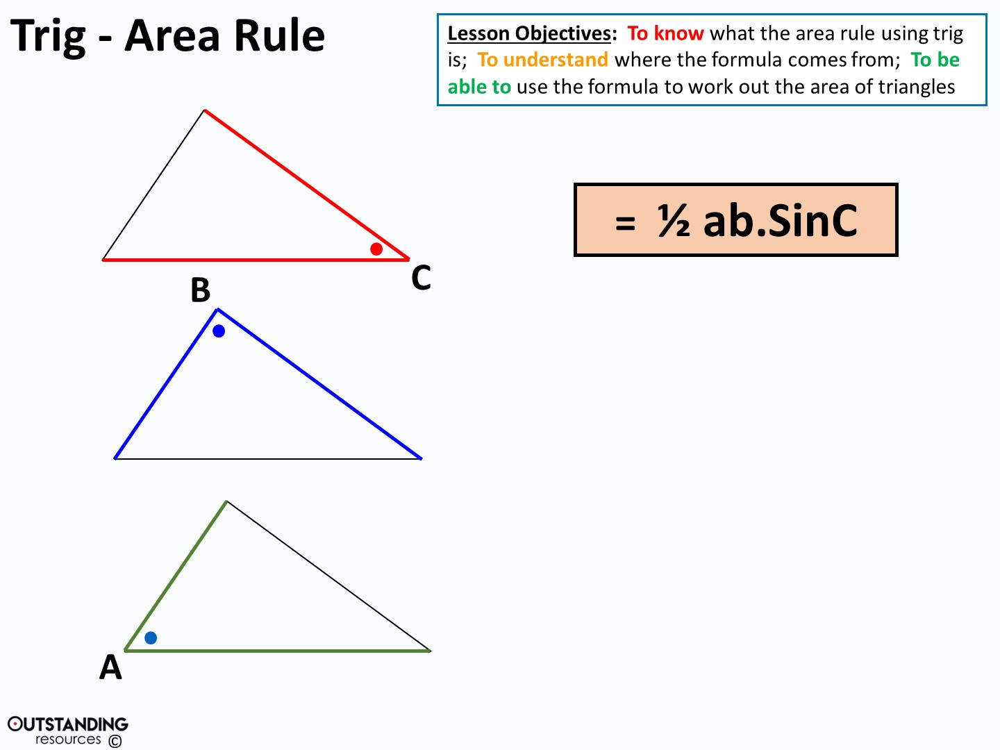 Trig - Area Rule
Lesson Objectives: To know what the area rule using trig
is; To understand where the formula comes from; To be
able to use the formula to work out the area of triangles
= ½ ab.SinC
C
B
A
OUTSTANDING
resources ©